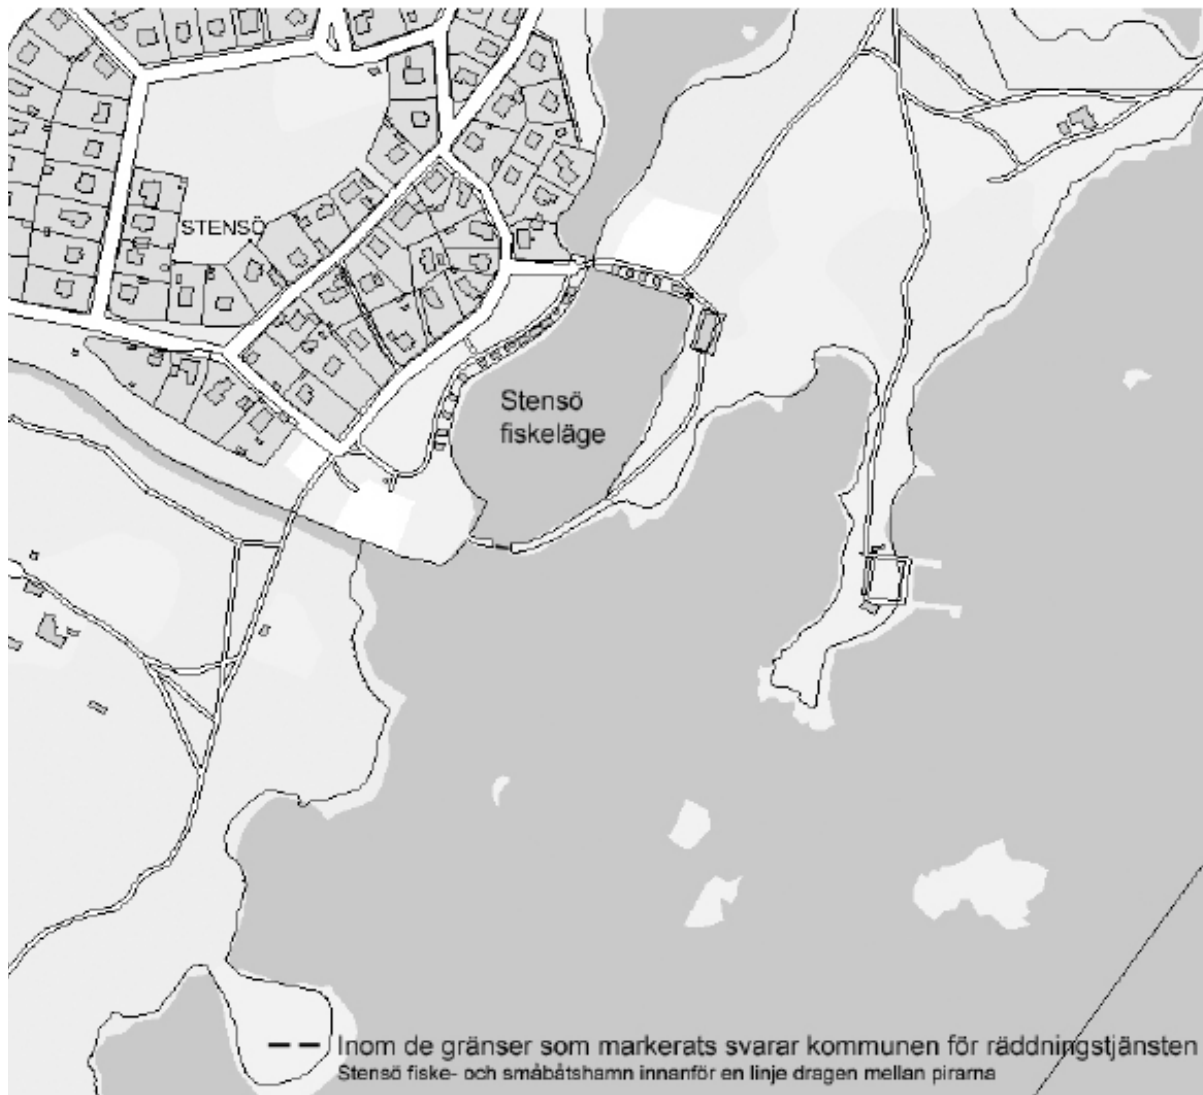 STENSÖ
Stensö
fiskeläge
Inom de gränser som markerats svarar kommunen för räddningstjänsten
Stensö fiske- och småbåtshamn innanför en linje dragen mellan pirarna